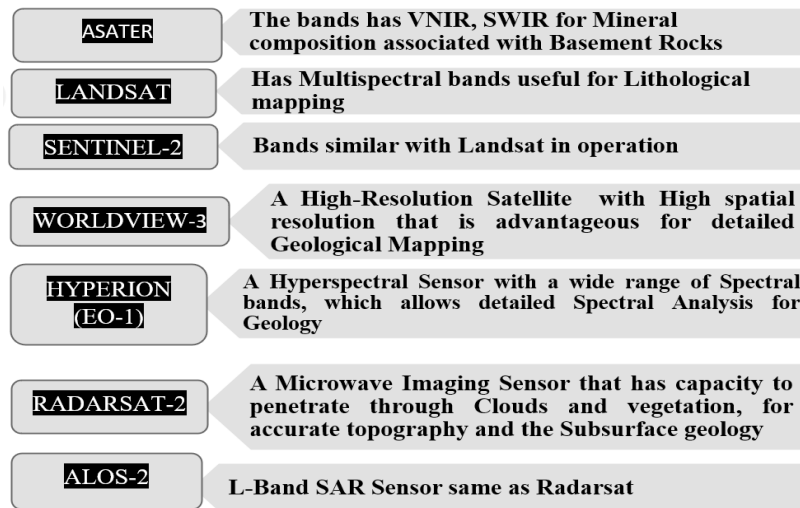 ASATER
The bands has VNIR, SWIR for Mineral
composition associated with Basement Rocks
LANDSAT
Has Multispectral bands useful for Lithological
mapping
SENTINEL-2
Bands similar with Landsat in operation
WORLDVIEW-3
A High-Resolution Satellite with High spatial
resolution that is advantageous for detailed
Geological Mapping
HYPERION
(EO-1)
A Hyperspectral Sensor with a wide range of Spectral
bands, which allows detailed Spectral Analysis for
Geology
RADARSAT-2
A Microwave Imaging Sensor that has capacity to
penetrate through Clouds and vegetation, for
accurate topography and the Subsurface geology
ALOS-2
L-Band SAR Sensor same as Radarsat